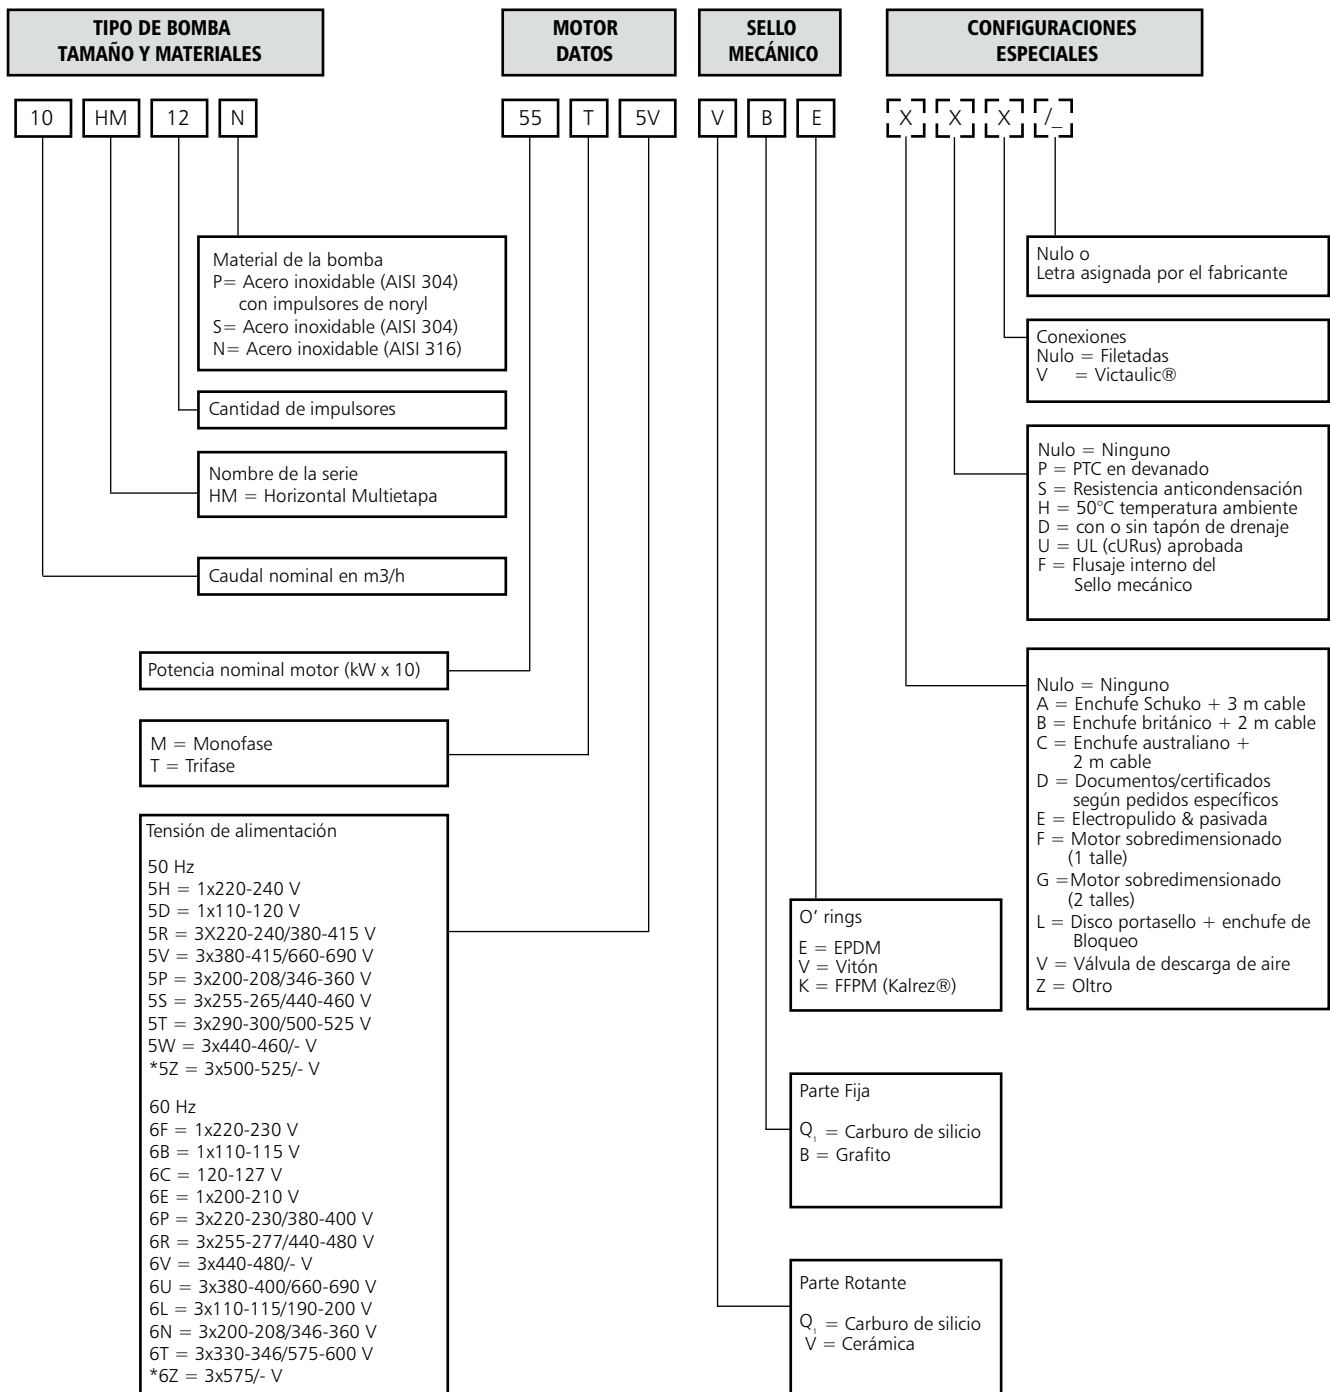 TIPO DE BOMBA
TAMAÑO Y MATERIALES
MOTOR
DATOS
SELLO
MECÁNICO
CONFIGURACIONES
ESPECIALES
10 HM 12 N 55 T 5V V B E X X X /_
Material de la bomba
P= Acero inoxidable (AISI 304)
con impulsores de noryl
S= Acero inoxidable (AISI 304)
N= Acero inoxidable (AISI 316)
Cantidad de impulsores
Nombre de la serie
HM = Horizontal Multietapa
Caudal nominal en m3/h
Potencia nominal motor (kW x 10)
M = Monofase
T = Trifase
Tensión de alimentación
50 Hz
5H = 1x220-240 V
5D = 1x110-120 V
5R = 3X220-240/380-415 V
5V = 3x380-415/660-690 V
5P = 3x200-208/346-360 V
5S = 3x255-265/440-460 V
5T = 3x290-300/500-525 V
5W = 3x440-460/- V
*5Z = 3x500-525/- V
60 Hz
6F = 1x220-230 V
6B = 1x110-115 V
6C = 120-127 V
6E = 1x200-210 V
6P = 3x220-230/380-400 V
6R = 3x255-277/440-480 V
6V = 3x440-480/- V
6U = 3x380-400/660-690 V
6L = 3x110-115/190-200 V
6N = 3x200-208/346-360 V
6T = 3x330-346/575-600 V
*6Z = 3x575/- V
Nulo o
Letra asignada por el fabricante
Conexiones
Nulo = Filetadas
V = Victaulic®
Nulo = Ninguno
P = PTC en devanado
S = Resistencia anticondensación
H = 50°C temperatura ambiente
D = con o sin tapón de drenaje
U = UL (cURus) aprobada
F = Flusaje interno del
Sello mecánico
Nulo = Ninguno
A = Enchufe Schuko + 3 m cable
B = Enchufe británico + 2 m cable
C = Enchufe australiano +
2 m cable
D = Documentos/certificados
según pedidos específicos
E = Electropulido & pasivada
F = Motor sobredimensionado
(1 talle)
G =Motor sobredimensionado
(2 talles)
L = Disco portasello + enchufe de
Bloqueo
V = Válvula de descarga de aire
Z = Oltro
O' rings
E = EPDM
V = Vitón
K = FFPM (Kalrez®)
Parte Fija
Q₁ = Carburo de silicio
B = Grafito
Parte Rotante
Q₁ = Carburo de silicio
V = Cerámica